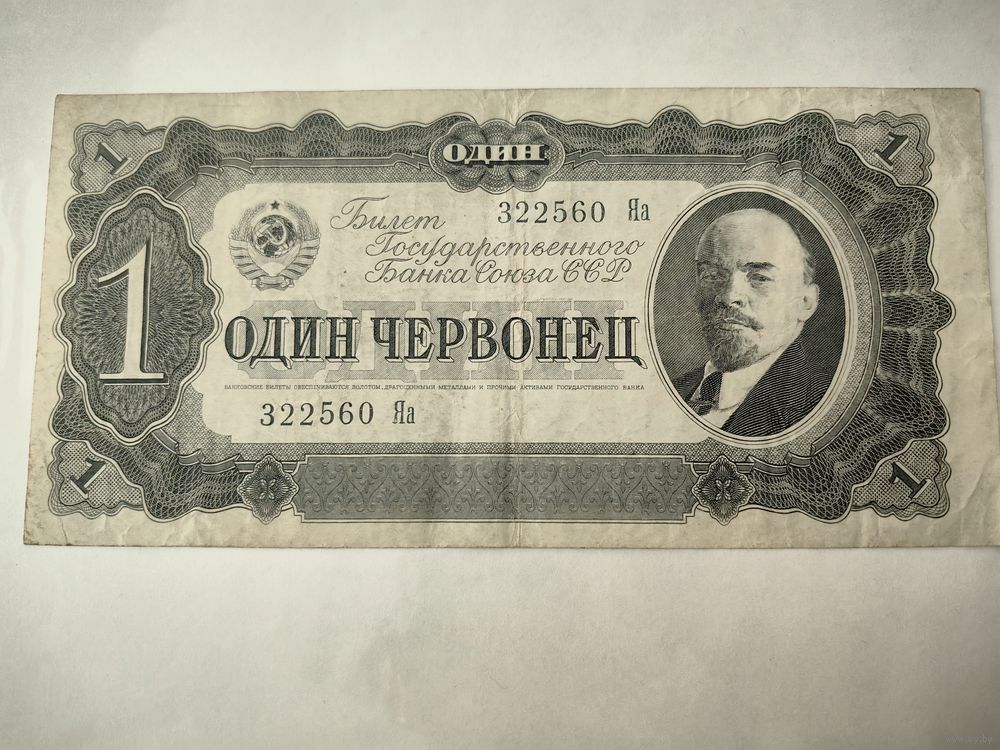 1 ОДИН 1
Билет 322560 Яа
Государственного
Банка Союза ССР
1
ОДИН
ОДИН ЧЕРВОНЕЦ
БАНКОВСКИЕ БИЛЕТЫ ОБЕСПЕЧИВАЮТСЯ ЗОЛОТОМ, ДРАГОЦЕННЫМИ МЕТАЛЛАМИ И ПРОЧИМИ АКТИВАМИ ГОСУДАРСТВЕННОГО БАНКА
322560 Яа
1 1